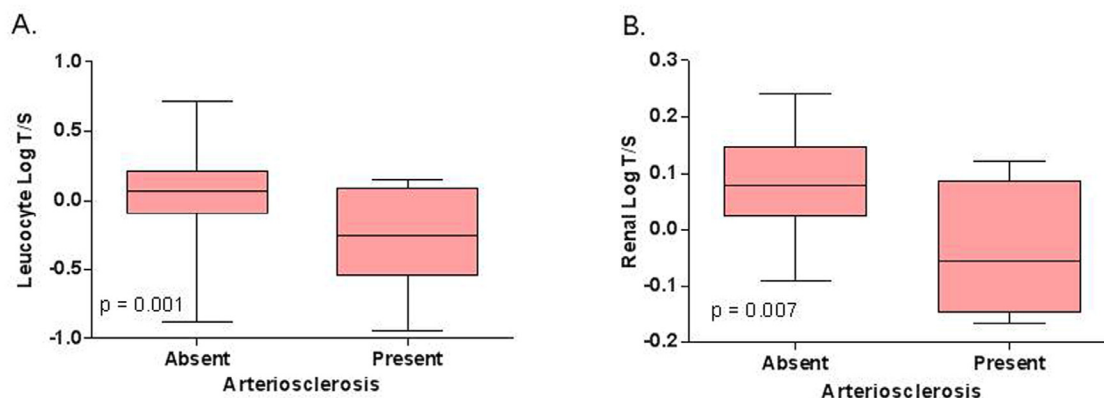 A.
Leucocyte Log T/S
1.0
0.5
0.0
-0.5
-1.0
p = 0.001
Absent
Present
Arteriosclerosis
B.
Renal Log T/S
0.3
0.2
0.1
0.0
-0.1
-0.2
p = 0.007
Absent
Present
Arteriosclerosis